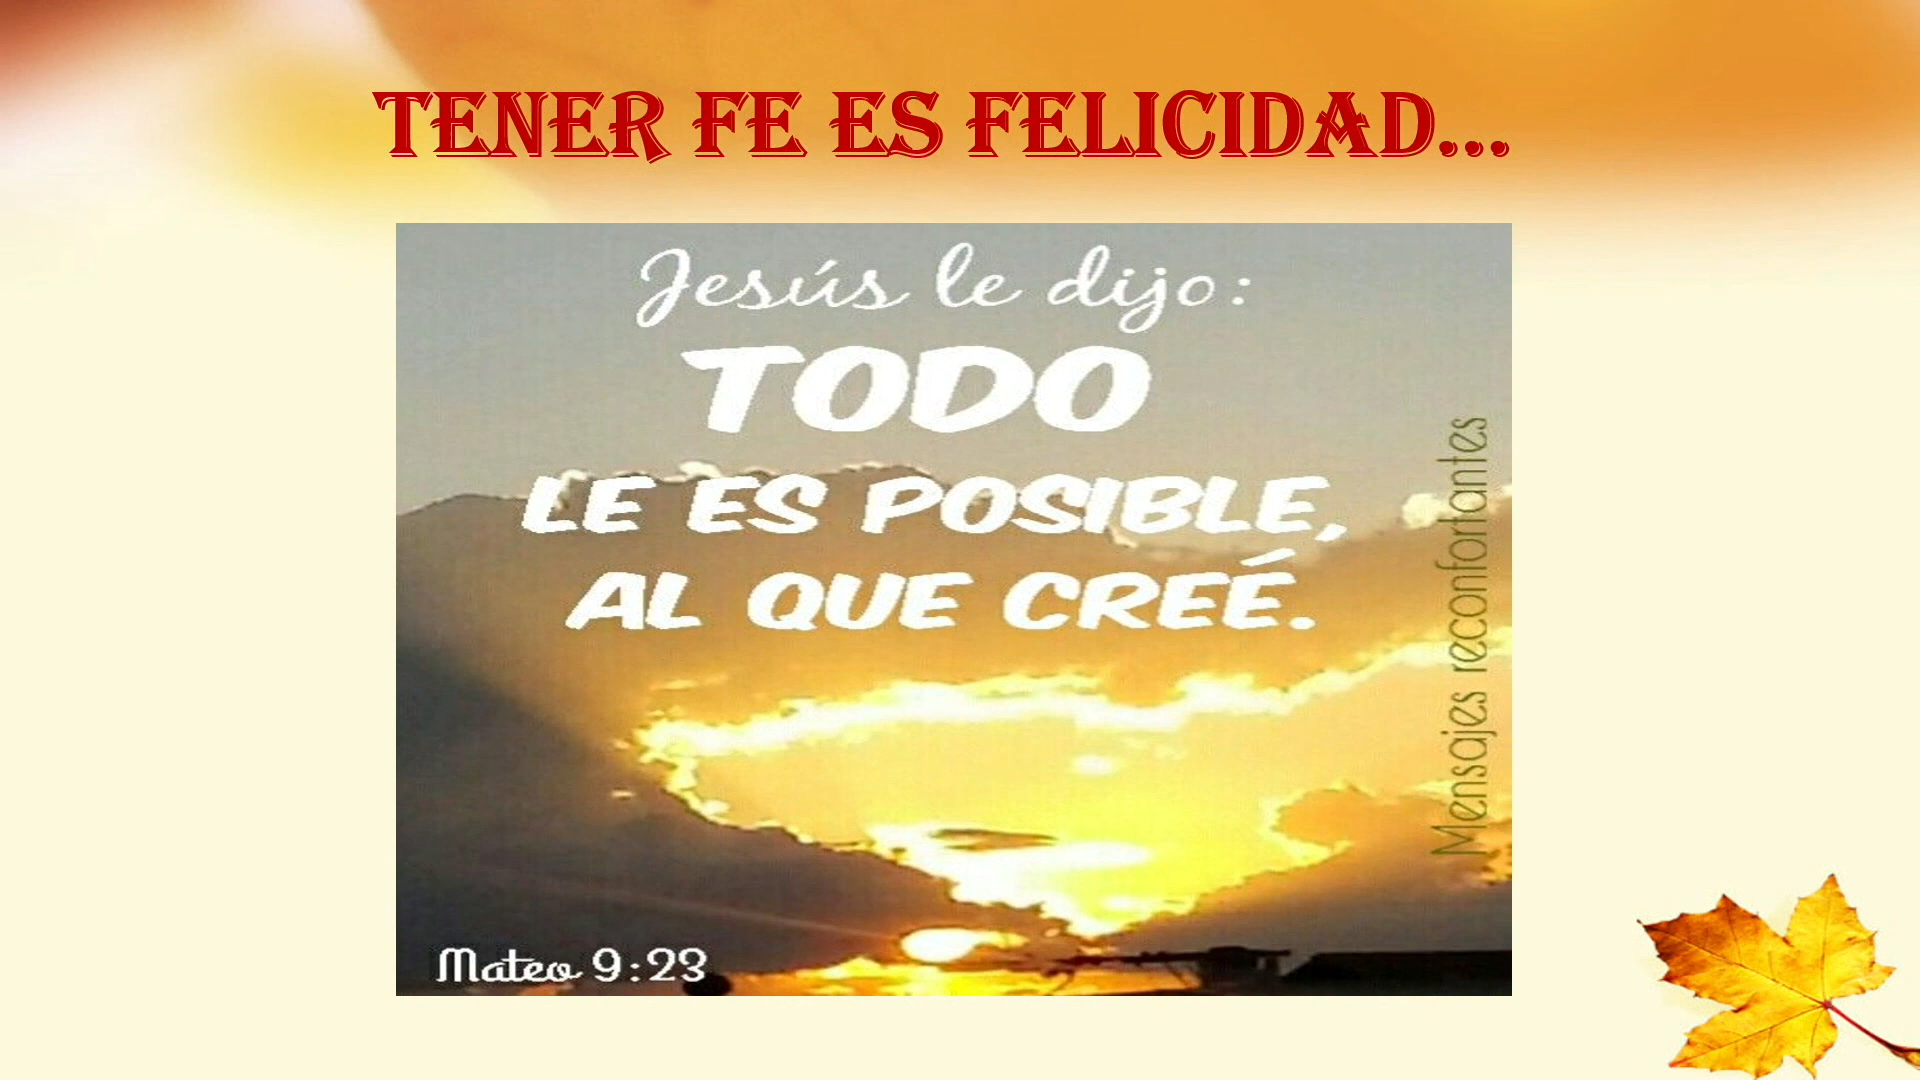 TENER FE ES FELICIDAD...
Jesús le dijo:
TODO
LE ES POSIBLE,
AL QUE CREÉ.
Mensajes reconfortantes
Mateo 9:23